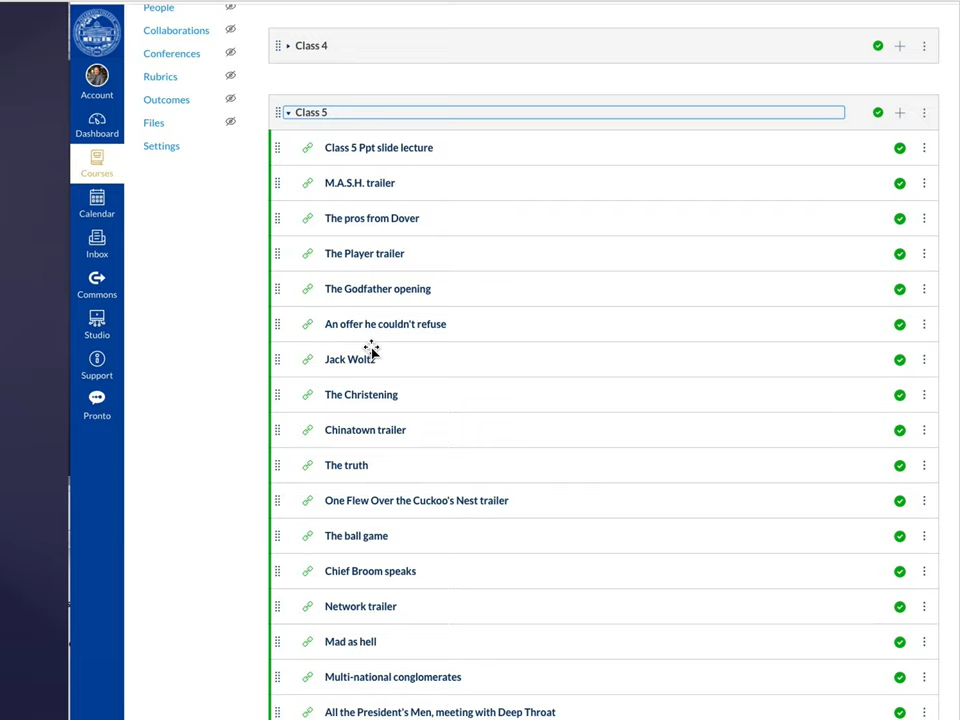 People
Collaborations
Conferences
Rubrics
Outcomes
Files
Settings
Account
Dashboard
Courses
Calendar
Inbox
Commons
Studio
Support
Pronto
Class 4
Class 5
Class 5 Ppt slide lecture
M.A.S.H. trailer
The pros from Dover
The Player trailer
The Godfather opening
An offer he couldn't refuse
Jack Woltz
The Christening
Chinatown trailer
The truth
One Flew Over the Cuckoo's Nest trailer
The ball game
Chief Broom speaks
Network trailer
Mad as hell
Multi-national conglomerates
All the President's Men, meeting with Deep Throat